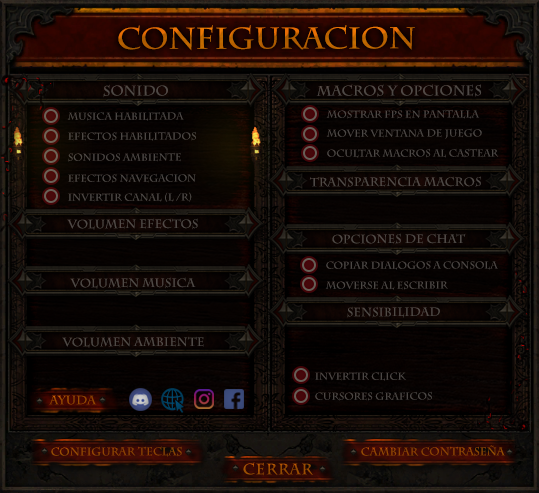 CONFIGURACION
SONIDO
MUSICA HABILITADA
EFECTOS HABILITADOS
SONIDOS AMBIENTE
EFECTOS NAVEGACION
INVERTIR CANAL (L/R)
VOLUMEN EFECTOS
VOLUMEN MUSICA
VOLUMEN AMBIENTE
AYUDA
MACROS Y OPCIONES
MOSTRAR FPS EN PANTALLA
MOVER VENTANA DE JUEGO
OCULTAR MACROS AL CASTEAR
TRANSPARENCIA MACROS
OPCIONES DE CHAT
COPIAR DIALOGOS A CONSOLA
MOVERSE AL ESCRIBIR
SENSIBILIDAD
INVERTIR CLICK
CURSORES GRAFICOS
CONFIGURAR TECLAS
CERRAR
CAMBIAR CONTRASEÑA